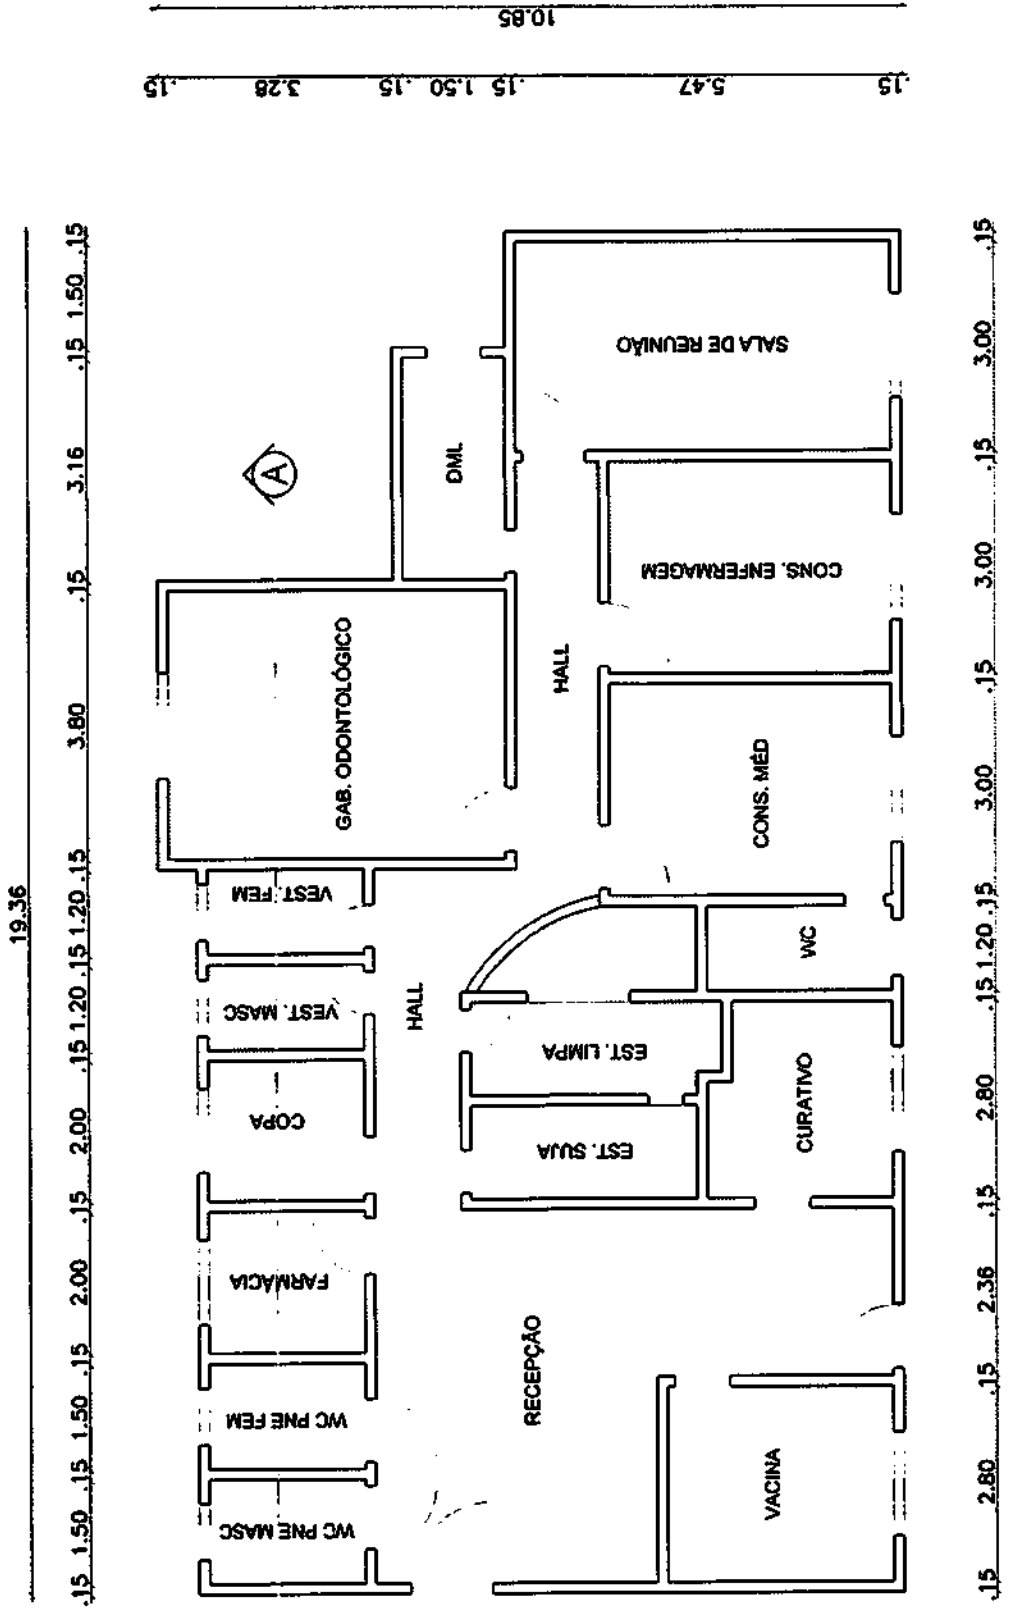 10.85
.15 3.28 .15 1.50 .15 5.47 .15
19.36
.15 1.50 .15 1.50 .15 2.00 .15 2.00 .15 1.20 .15 1.20 .15 3.80 .15 3.16 .15 1.50 .15
WC PNE MASC
WC PNE FEM
FARMÁCIA
COPA
VEST. MASC
VEST. FEM
GAB. ODONTOLÓGICO
A
DML
HALL
HALL
RECEPÇÃO
EST. SUJA
EST. LIMPA
VACINA
CURATIVO
WC
CONS. MÉD
CONS. ENFERMAGEM
SALA DE REUNIÃO
.15 2.80 .15 2.36 .15 2.80 .15 1.20 .15 3.00 .15 3.00 .15 3.00 .15